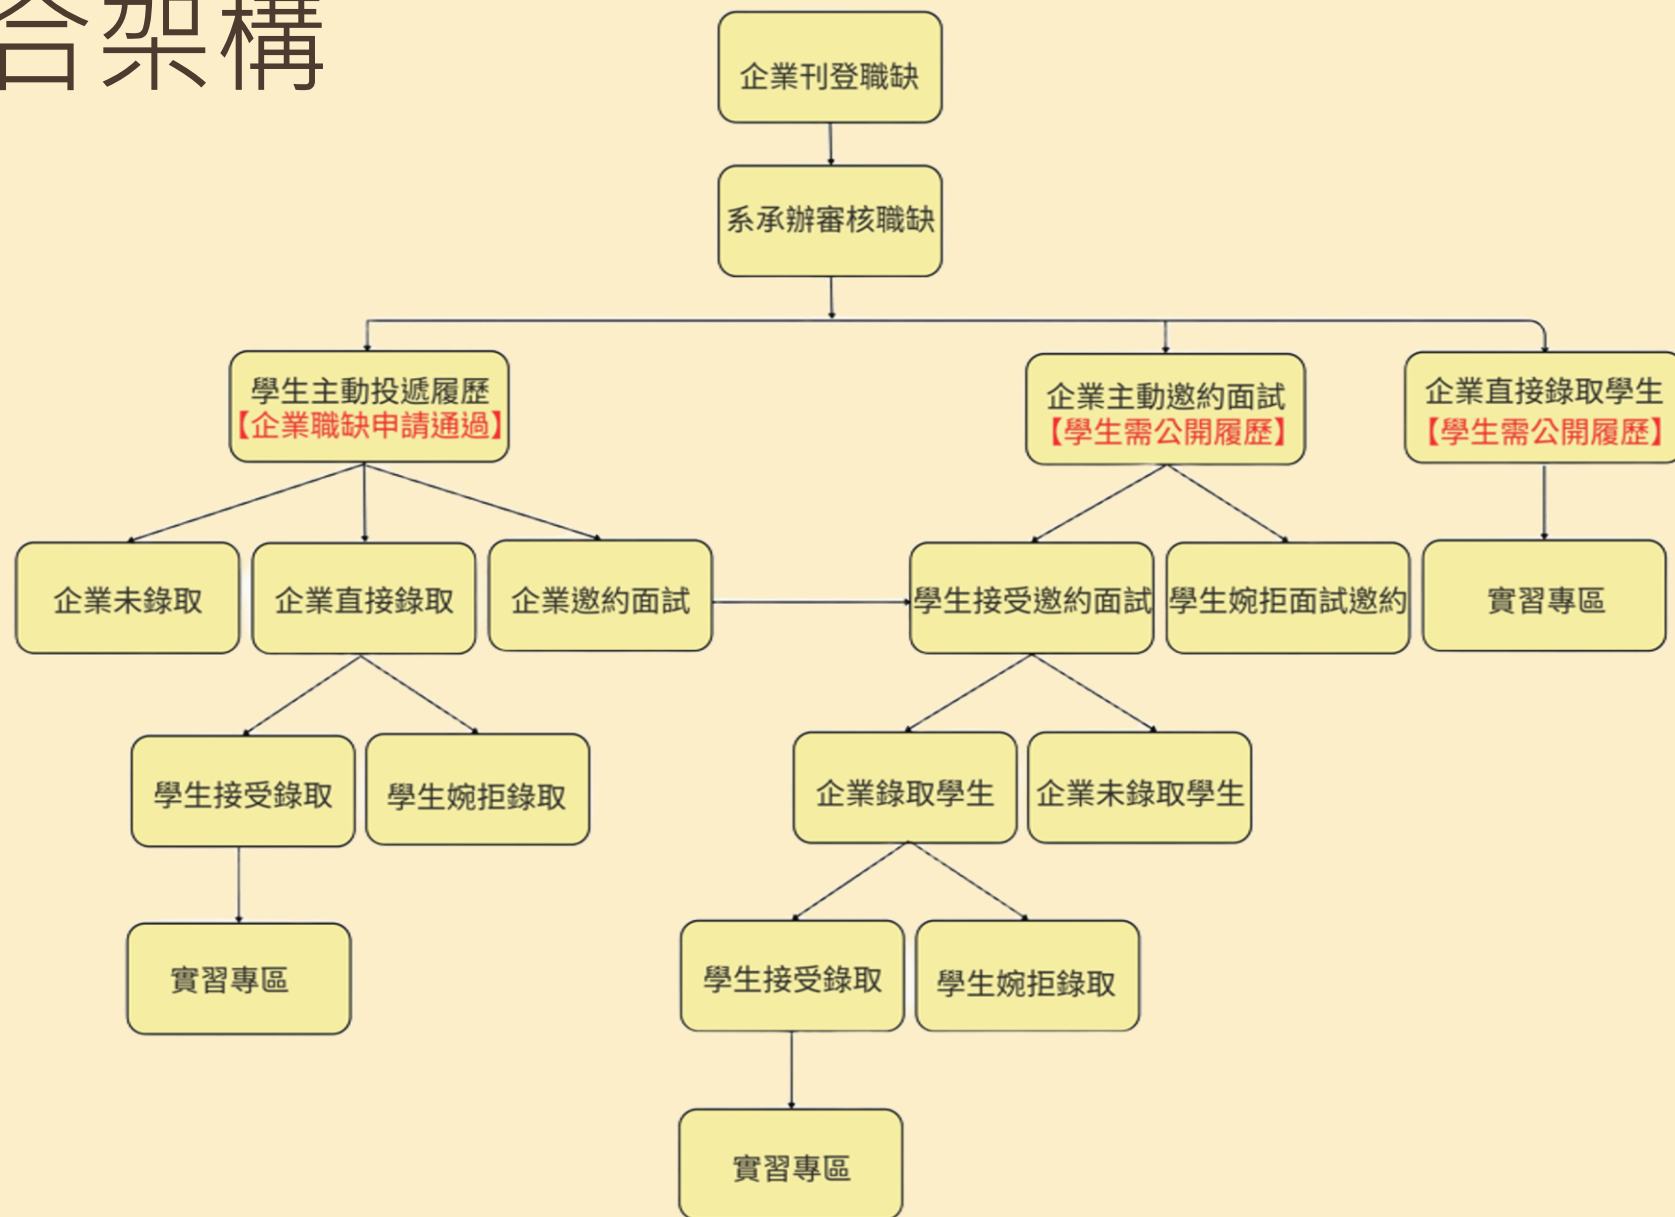 合架構
企業刊登職缺
系承辦審核職缺
學生主動投遞履歷
【企業職缺申請通過】
企業主動邀約面試
【學生需公開履歷】
企業直接錄取學生
【學生需公開履歷】
企業未錄取
企業直接錄取
企業邀約面試
學生接受邀約面試
學生婉拒面試邀約
實習專區
學生接受錄取
學生婉拒錄取
企業錄取學生
企業未錄取學生
實習專區
學生接受錄取
學生婉拒錄取
實習專區